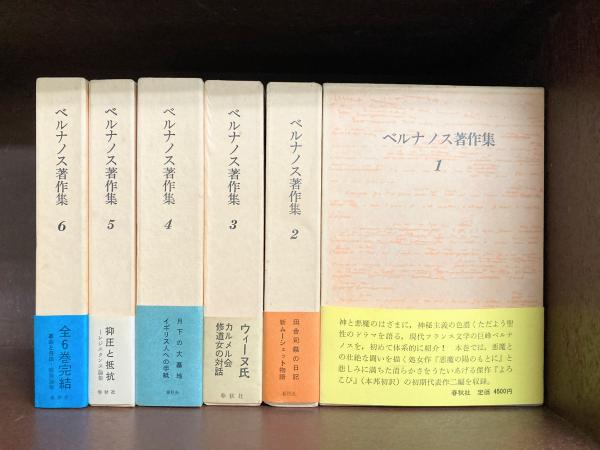 ベルナノス著作集
6
全6巻完結
春秋社
ベルナノス著作集
5
抑圧と抵抗
ーレジスタンス論集
春秋社
ベルナノス著作集
4
月下の大墓地
イギリス人への手紙
春秋社
ベルナノス著作集
3
ウィーヌ氏
カルメル会
修道女の対話
春秋社
ベルナノス著作集
2
田舎司祭の日記
新ムーシェット物語
春秋社
ベルナノス著作集
1
神と悪魔のはざまに、神秘主義の色濃くただよう聖
性のドラマを語る。現代フランス文学の巨峰ベルナ
ノスを、初めて体系的に紹介！ 本巻では、悪魔と
の壮絶な闘いを描く処女作『悪魔の陽のもとに』と
悲しみに満ちた清らかさをうたいあげる傑作『よろ
こび』（本邦初訳）の初期代表作二編を収録。
春秋社 定価 4500円